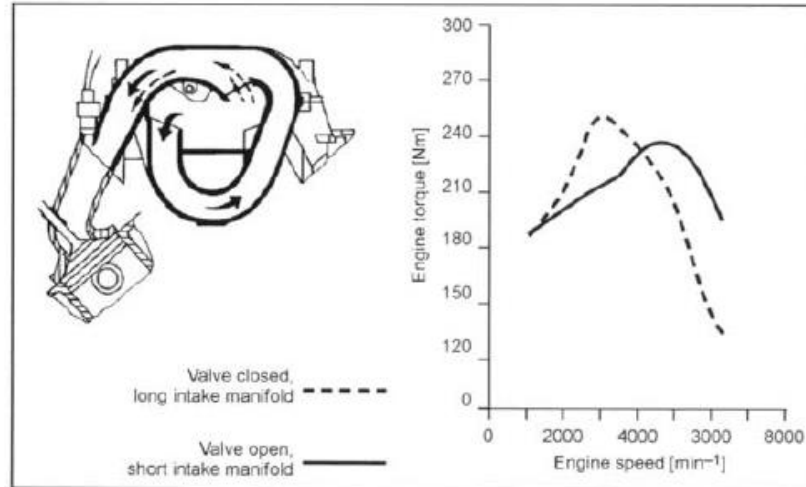 300
270
240
210
180
150
120
0
Engine torque [Nm]
0 2000 4000 3000 8000
Engine speed [min⁻¹]
Valve closed,
long intake manifold
Valve open,
short intake manifold